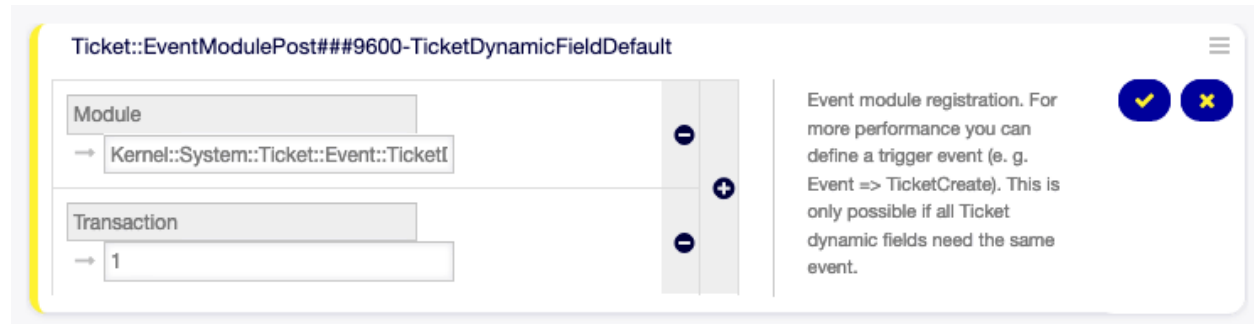 Ticket::EventModulePost###9600-TicketDynamicFieldDefault
Module
Kernel::System::Ticket::Event::Ticket
Transaction
1
Event module registration. For
more performance you can
define a trigger event (e. g.
Event => TicketCreate). This is
only possible if all Ticket
dynamic fields need the same
event.